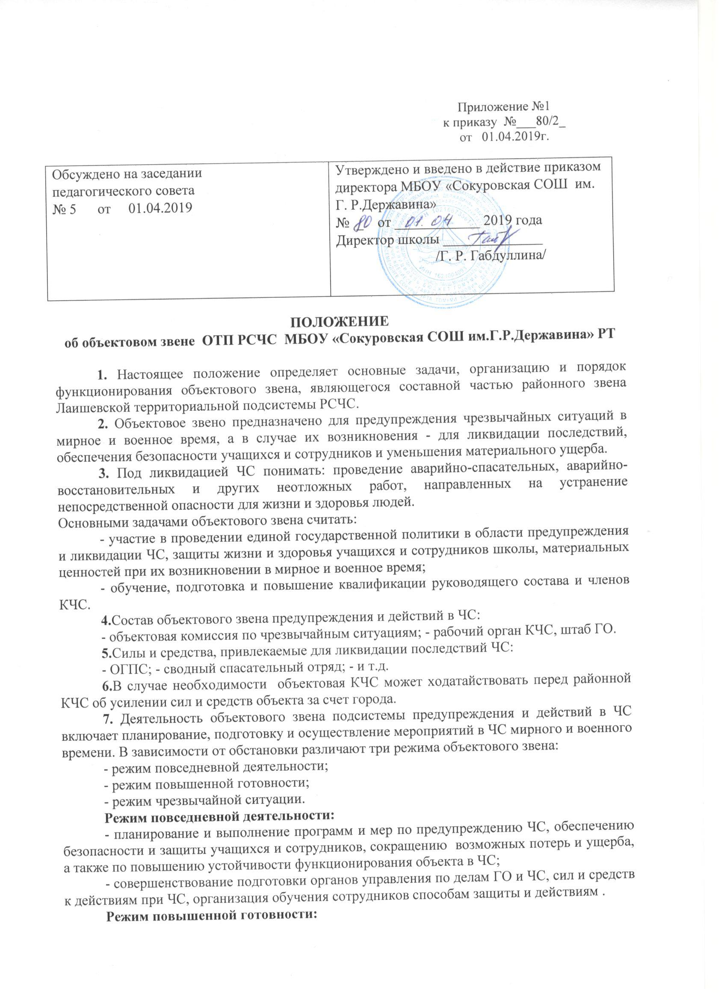 Приложение №1
к приказу №___80/2_
от 01.04.2019г.
Обсуждено на заседании
педагогического совета
№ 5 от 01.04.2019
Утверждено и введено в действие приказом
директора МБОУ «Сокуровская СОШ им.
Г. Р.Державина»
№ 80 от 01.04 2019 года
Директор школы ________________
/Г. Р. Габдуллина/
ПОЛОЖЕНИЕ
об объектовом звене ОТП РСЧС МБОУ «Сокуровская СОШ им.Г.Р.Державина» РТ
1. Настоящее положение определяет основные задачи, организацию и порядок
функционирования объектового звена, являющегося составной частью районного звена
Лаишевской территориальной подсистемы РСЧС.
2. Объектовое звено предназначено для предупреждения чрезвычайных ситуаций в
мирное и военное время, а в случае их возникновения - для ликвидации последствий,
обеспечения безопасности учащихся и сотрудников и уменьшения материального ущерба.
3. Под ликвидацией ЧС понимать: проведение аварийно-спасательных, аварийно-
восстановительных и других неотложных работ, направленных на устранение
непосредственной опасности для жизни и здоровья людей.
Основными задачами объектового звена считать:
- участие в проведении единой государственной политики в области предупреждения
и ликвидации ЧС, защиты жизни и здоровья учащихся и сотрудников школы, материальных
ценностей при их возникновении в мирное и военное время;
- обучение, подготовка и повышение квалификации руководящего состава и членов
КЧС.
4.Состав объектового звена предупреждения и действий в ЧС:
- объектовая комиссия по чрезвычайным ситуациям; - рабочий орган КЧС, штаб ГО.
5.Силы и средства, привлекаемые для ликвидации последствий ЧС:
- ОГПС; - сводный спасательный отряд; - и т.д.
6.В случае необходимости объектовая КЧС может ходатайствовать перед районной
КЧС об усилении сил и средств объекта за счет города.
7. Деятельность объектового звена подсистемы предупреждения и действий в ЧС
включает планирование, подготовку и осуществление мероприятий в ЧС мирного и военного
времени. В зависимости от обстановки различают три режима объектового звена:
- режим повседневной деятельности;
- режим повышенной готовности;
- режим чрезвычайной ситуации.
Режим повседневной деятельности:
- планирование и выполнение программ и мер по предупреждению ЧС, обеспечению
безопасности и защиты учащихся и сотрудников, сокращению возможных потерь и ущерба,
а также по повышению устойчивости функционирования объекта в ЧС;
- совершенствование подготовки органов управления по делам ГО и ЧС, сил и средств
к действиям при ЧС, организация обучения сотрудников способам защиты и действиям .
Режим повышенной готовности: